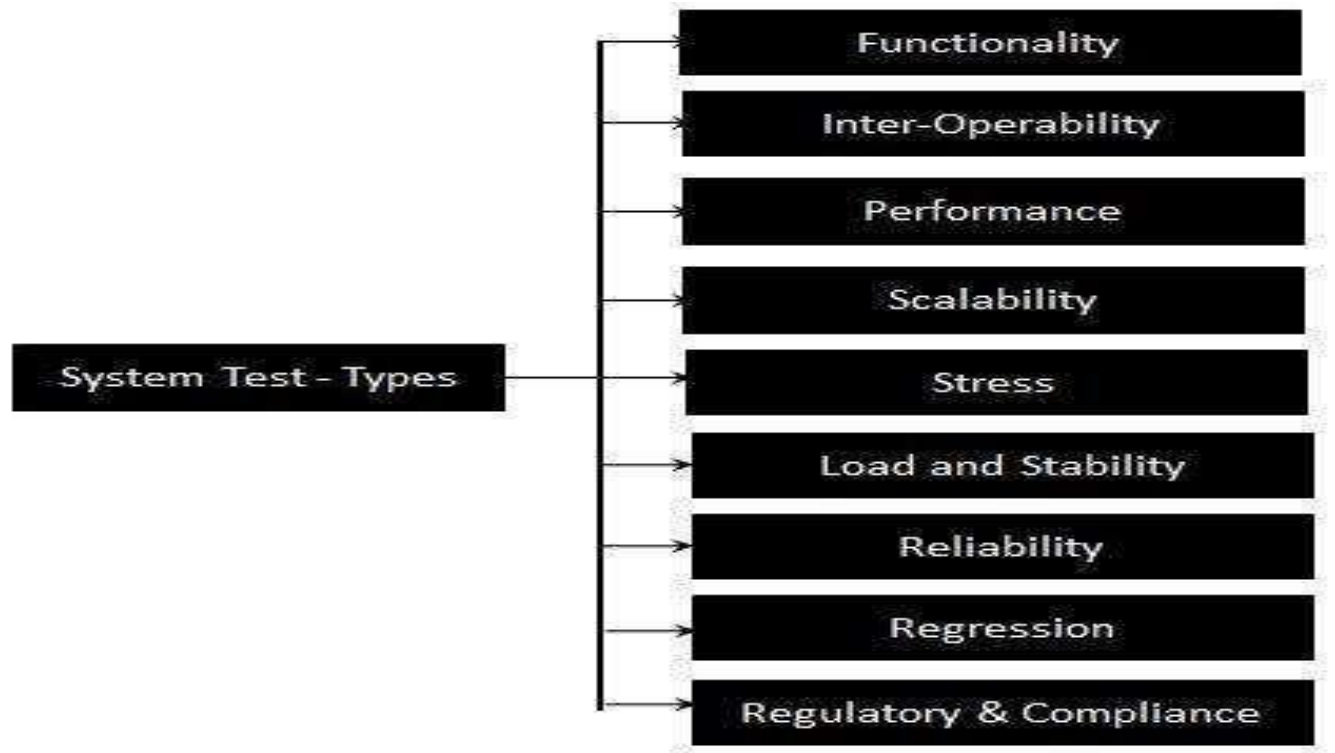 Functionality
Inter-Operability
Performance
Scalability
System Test - Types
Stress
Load and Stability
Reliability
Regression
Regulatory & Compliance